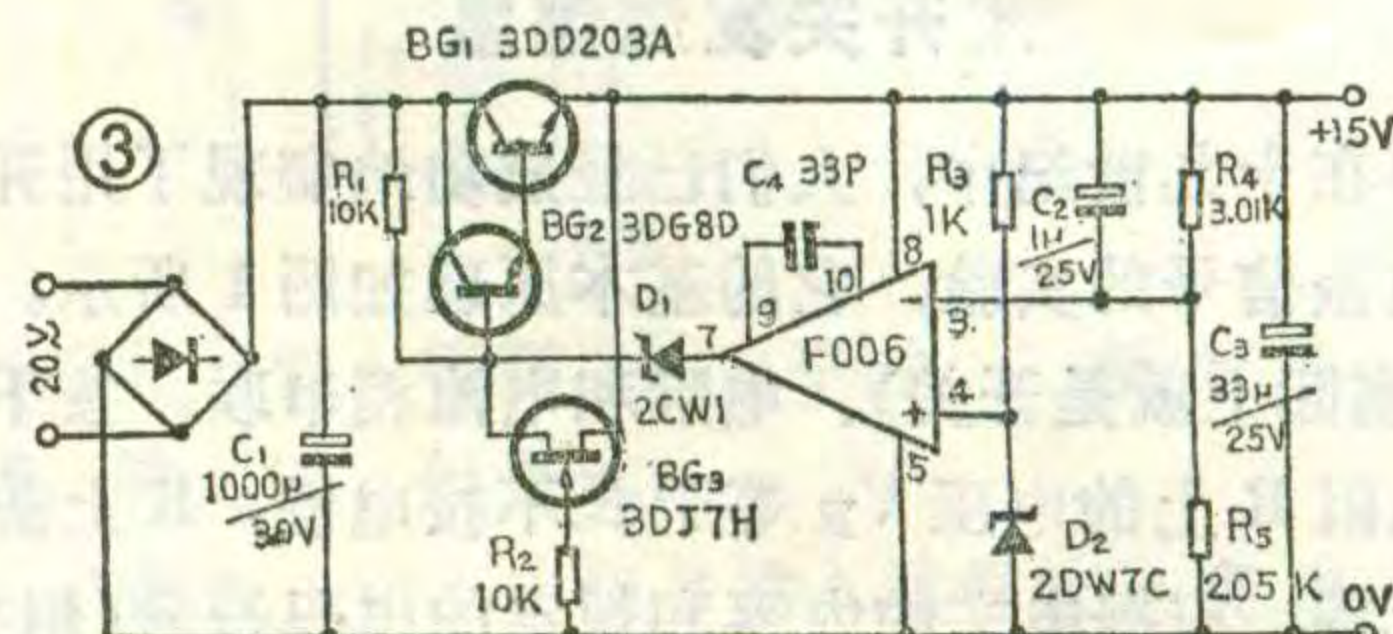 BG1 3DD203A
③
+15V
R1
10K
C4 33P
R3
1K
C2
1μ
25V
R4
3.01K
BG2 3DG8D
8
10
9
D1
7
F006
-
3
+
4
5
20V
2CW1
C3
33μ
25V
C1
1000μ
30V
BG3
3DJ7H
R2
10K
D2
2DW7C
R5
2.05K
0V